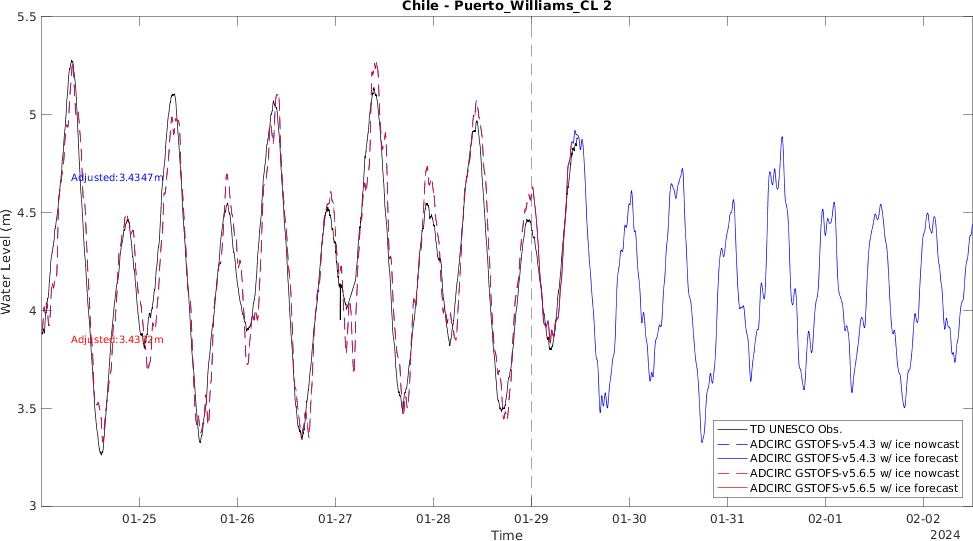 Chile - Puerto_Williams_CL 2
5.5
5
4.5
4
3.5
3
Water Level (m)
Adjusted:3.4347m
Adjusted:3.4372m
TD UNESCO Obs.
ADCIRC GSTOFS-v5.4.3 w/ ice nowcast
ADCIRC GSTOFS-v5.4.3 w/ ice forecast
ADCIRC GSTOFS-v5.6.5 w/ ice nowcast
ADCIRC GSTOFS-v5.6.5 w/ ice forecast
01-25 01-26 01-27 01-28 01-29 01-30 01-31 02-01 02-02
Time
2024